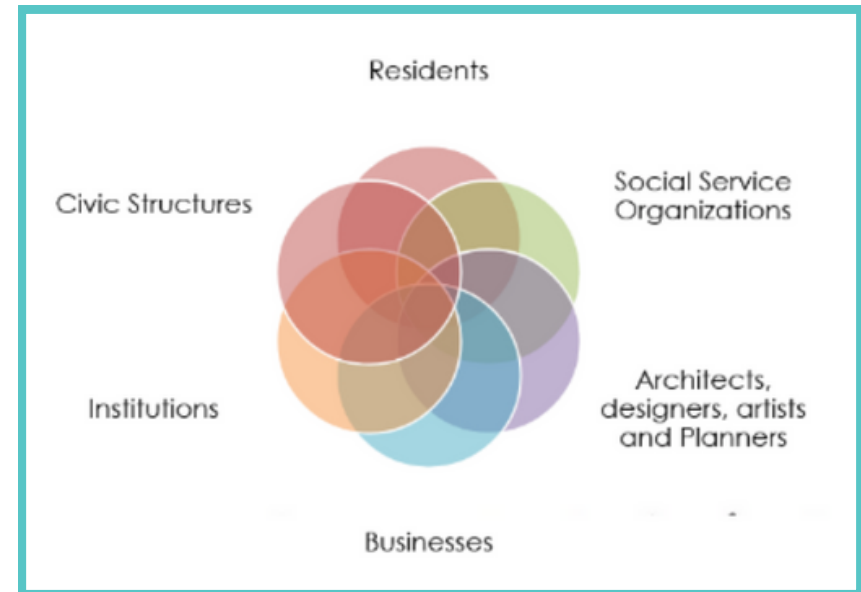 Residents
Civic Structures
Social Service
Organizations
Institutions
Architects,
designers, artists
and Planners
Businesses